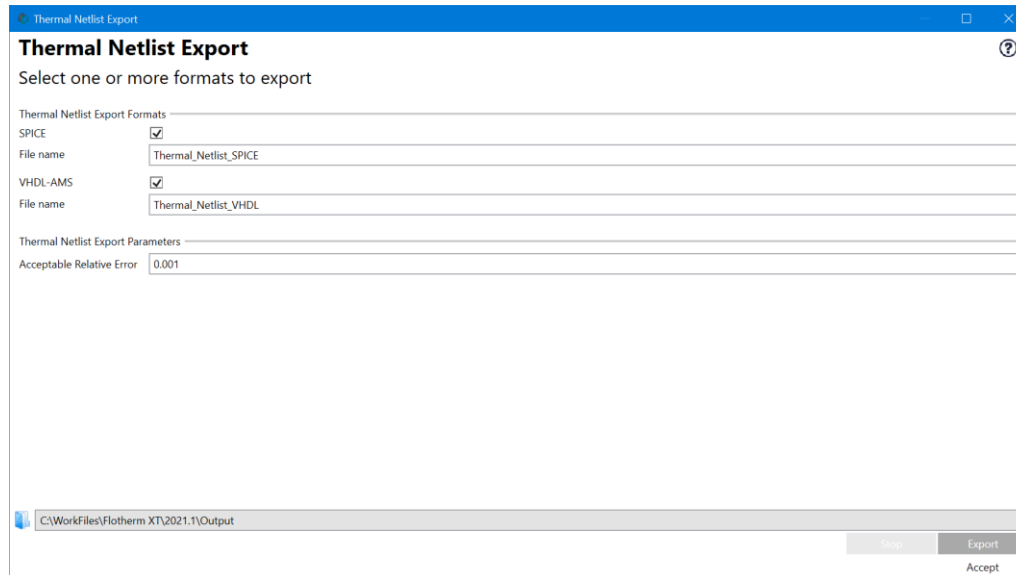 Thermal Netlist Export
Thermal Netlist Export
?
Select one or more formats to export
Thermal Netlist Export Formats
SPICE
File name Thermal_Netlist_SPICE
VHDL-AMS
File name Thermal_Netlist_VHDL
Thermal Netlist Export Parameters
Acceptable Relative Error 0.001
C:\WorkFiles\Flotherm XT\2021.1\Output
Stop Export
Accept